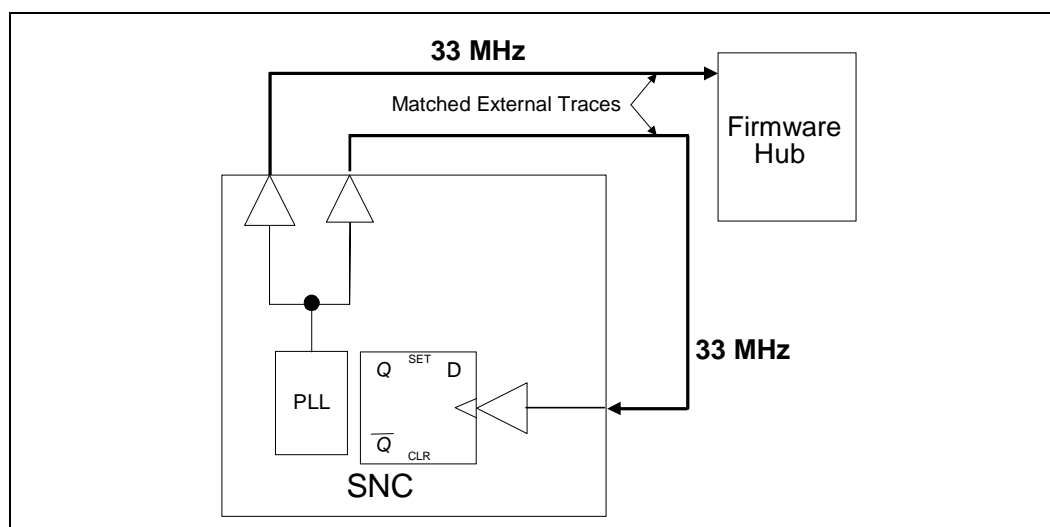 33 MHz
Matched External Traces
Firmware
Hub
33 MHz
PLL
Q
SET
D
Q̅
CLR
SNC